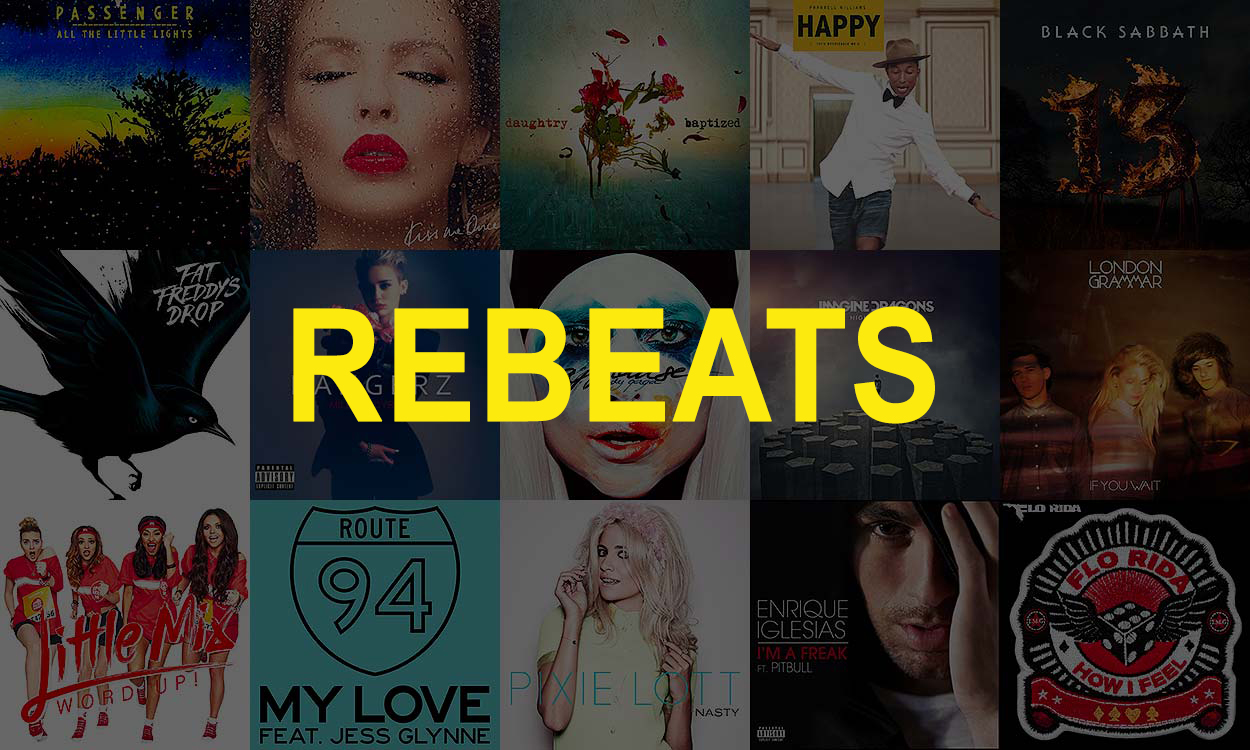 PASSENGER
ALL THE LITTLE LIGHTS
Kiss Me Once
daughtry
baptized
PHARRELL WILLIAMS
HAPPY
BLACK SABBATH
13
FAT
FREDDY'S
DROP
PARENTAL
ADVISORY
EXPLICIT CONTENT
REBEATS
IMAGINE DRAGONS
LONDON
GRAMMAR
IF YOU WAIT
Little Mix
WORD UP!
ROUTE
94
MY LOVE
FEAT. JESS GLYNNE
PIXIE LOTT
NASTY
ENRIQUE
IGLESIAS
I'M A FREAK
FT. PITBULL
PARENTAL
ADVISORY
EXPLICIT CONTENT
FLO RIDA
FLO RIDA
I.M.G
I.M.G
HOW I FEEL